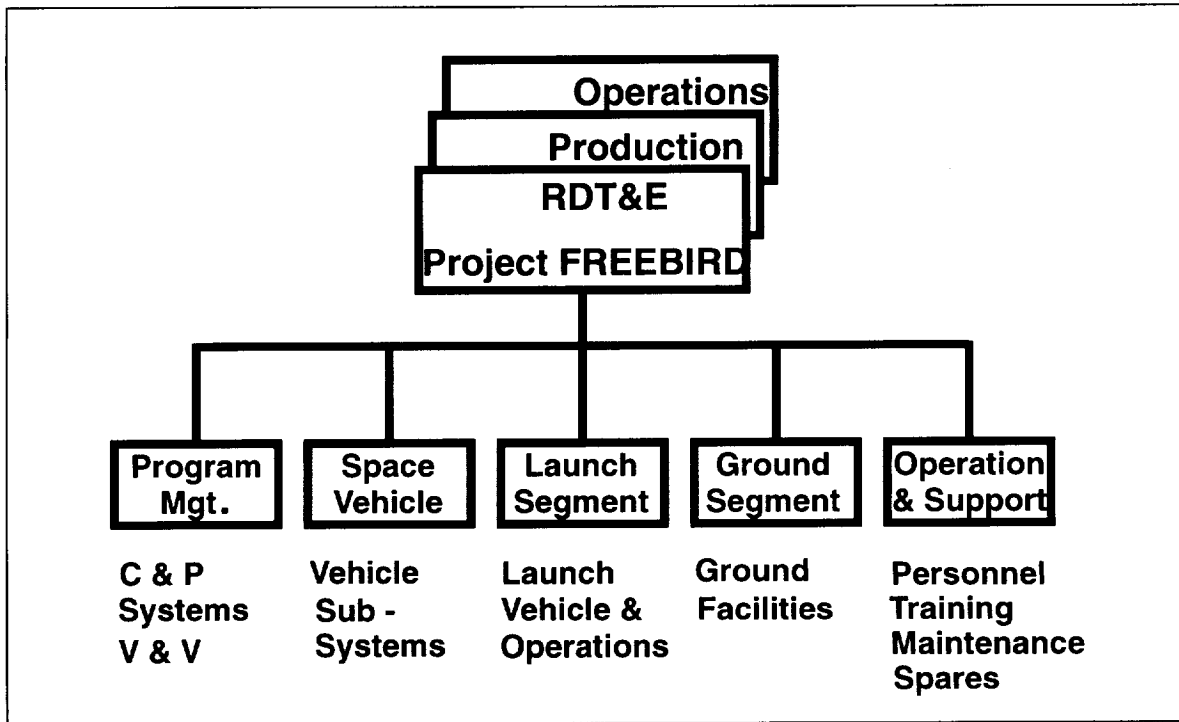 Operations
Production
RDT&E
Project FREEBIRD
Program
Mgt.
Space
Vehicle
Launch
Segment
Ground
Segment
Operation
& Support
C & P
Systems
V & V
Vehicle
Sub -
Systems
Launch
Vehicle &
Operations
Ground
Facilities
Personnel
Training
Maintenance
Spares